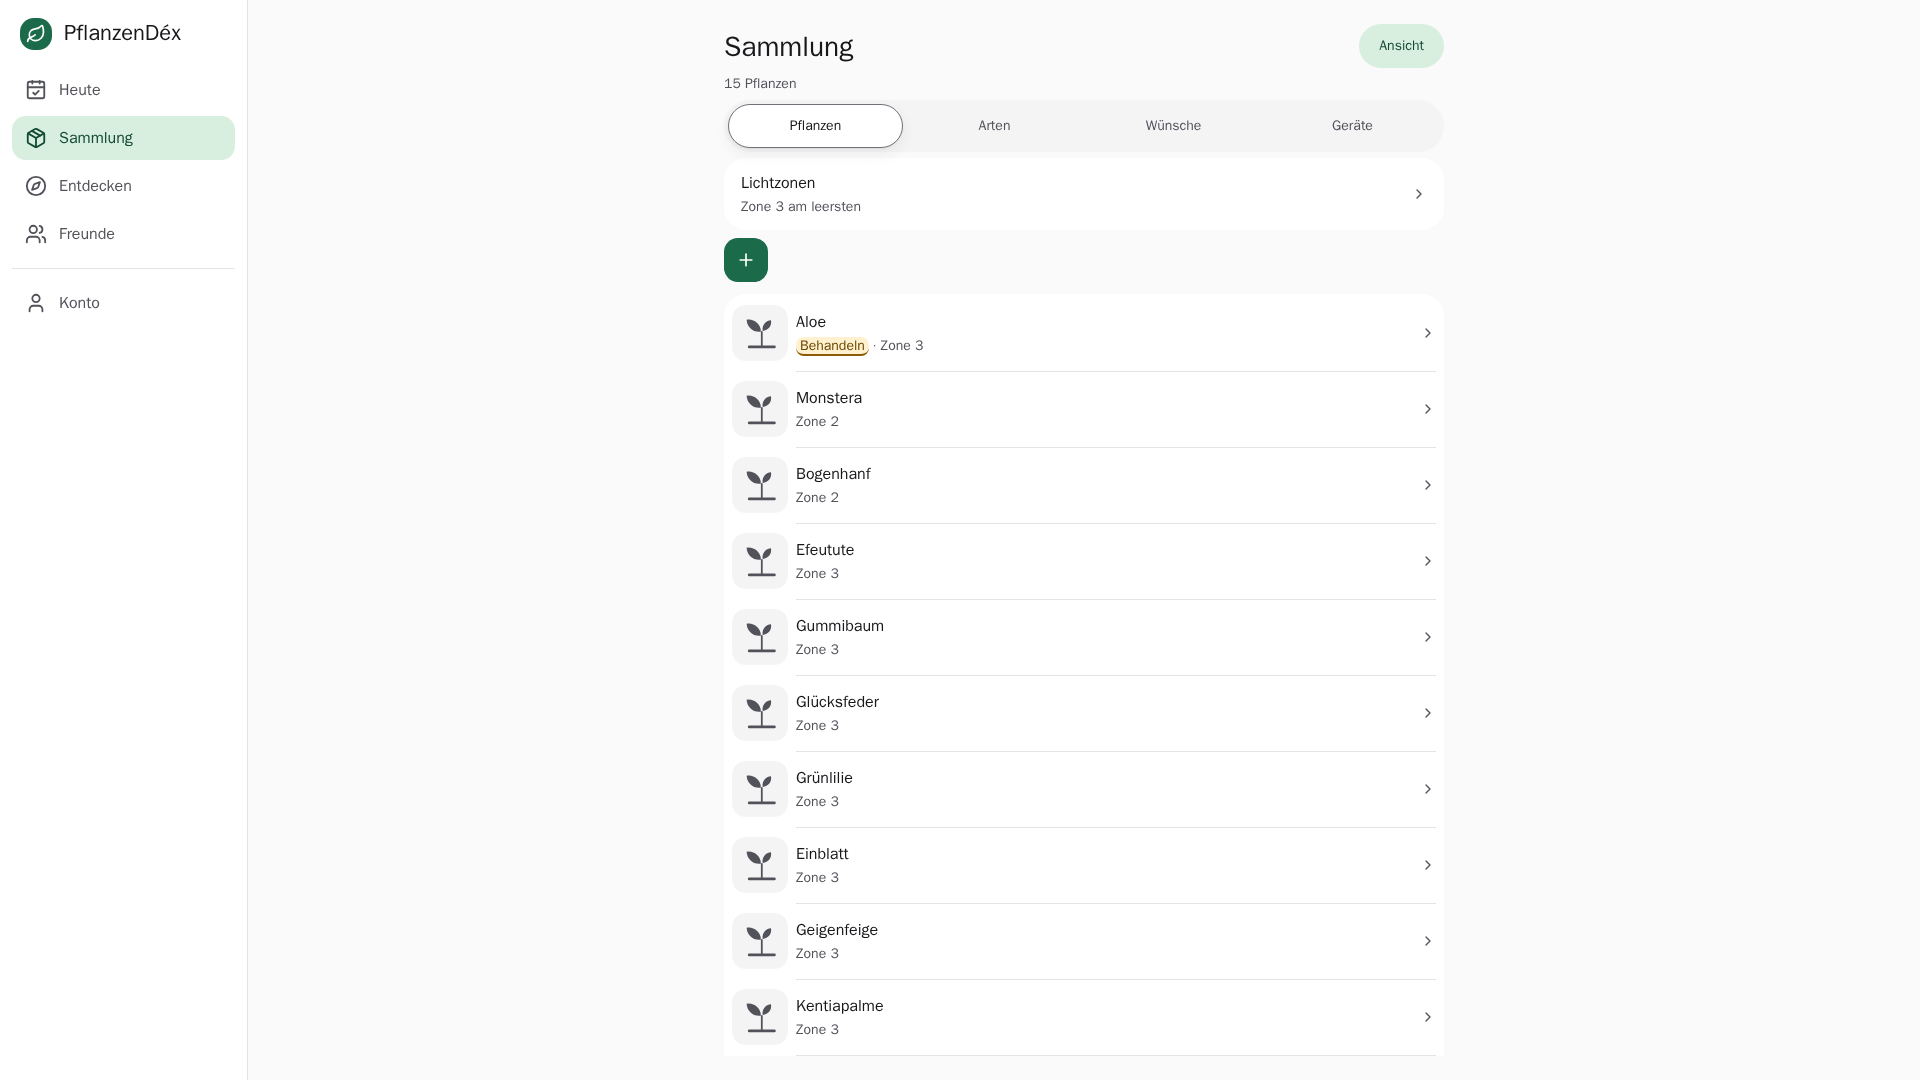 PflanzenDéx
Heute
Sammlung
Entdecken
Freunde
Konto
Sammlung
Ansicht
15 Pflanzen
Pflanzen
Arten
Wünsche
Geräte
Lichtzonen
Zone 3 am leersten
Aloe
Behandeln · Zone 3
Monstera
Zone 2
Bogenhanf
Zone 2
Efeutute
Zone 3
Gummibaum
Zone 3
Glücksfeder
Zone 3
Grünlilie
Zone 3
Einblatt
Zone 3
Geigenfeige
Zone 3
Kentiapalme
Zone 3